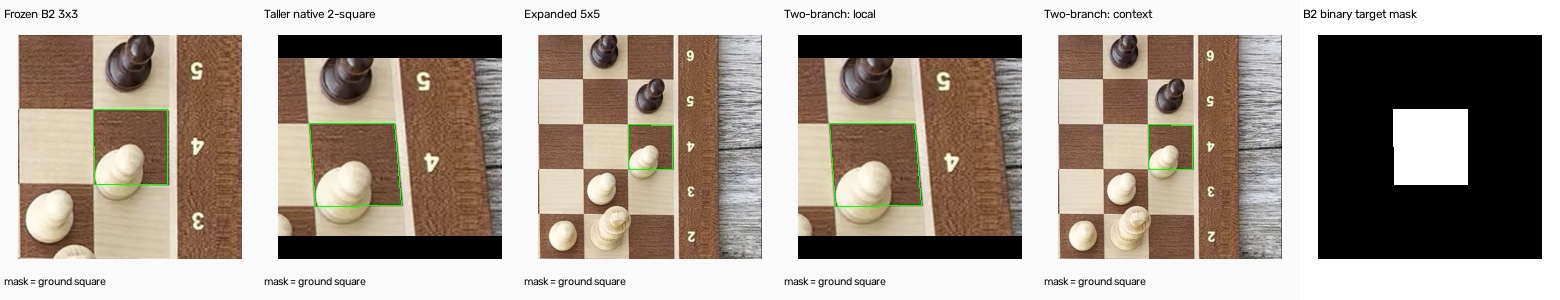 Frozen B2 3x3
Taller native 2-square
Expanded 5x5
Two-branch: local
Two-branch: context
B2 binary target mask
5
4
3
5
4
6
5
4
3
2
5
4
6
5
4
3
2
mask = ground square
mask = ground square
mask = ground square
mask = ground square
mask = ground square